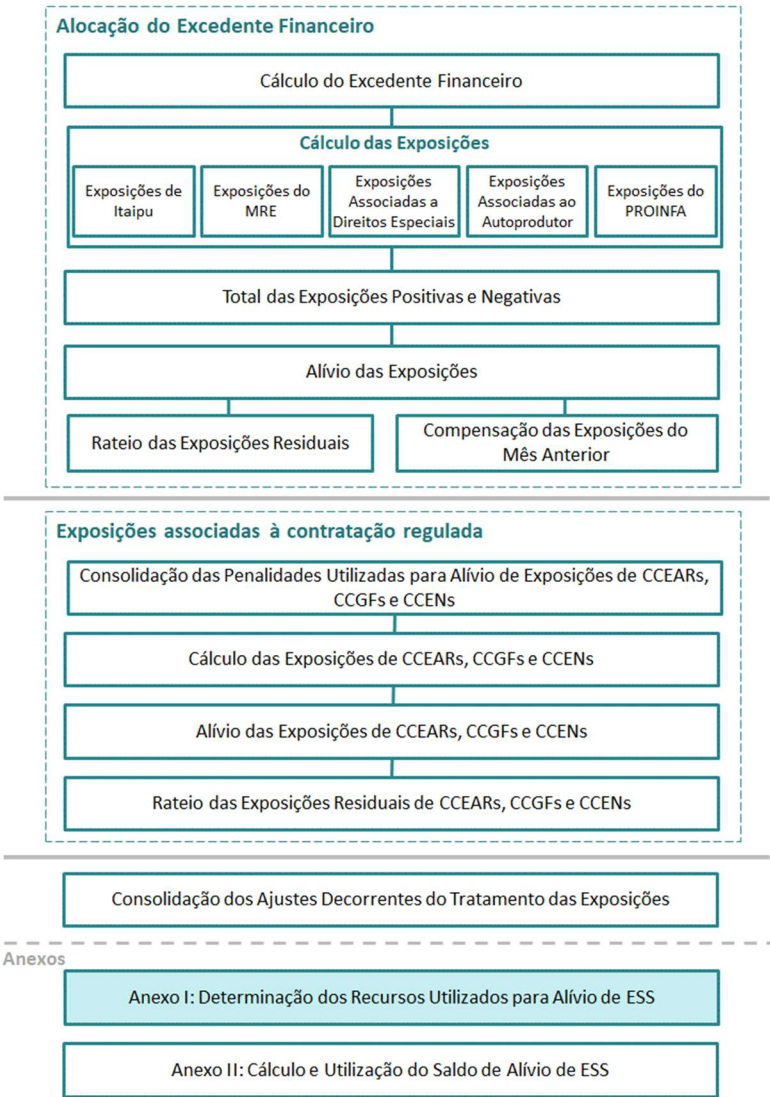 Alocação do Excedente Financeiro
Cálculo do Excedente Financeiro
Cálculo das Exposições
Exposições de
Itaipu
Exposições do
MRE
Exposições
Associadas a
Direitos Especiais
Exposições
Associadas ao
Autoprodutor
Exposições do
PROINFA
Total das Exposições Positivas e Negativas
Alívio das Exposições
Rateio das Exposições Residuais
Compensação das Exposições do
Mês Anterior
Exposições associadas à contratação regulada
Consolidação das Penalidades Utilizadas para Alívio de Exposições de CCEARs,
CCGFs e CCENs
Cálculo das Exposições de CCEARs, CCGFs e CCENs
Alívio das Exposições de CCEARs, CCGFs e CCENs
Rateio das Exposições Residuais de CCEARs, CCGFs e CCENs
Consolidação dos Ajustes Decorrentes do Tratamento das Exposições
Anexos
Anexo I: Determinação dos Recursos Utilizados para Alívio de ESS
Anexo II: Cálculo e Utilização do Saldo de Alívio de ESS